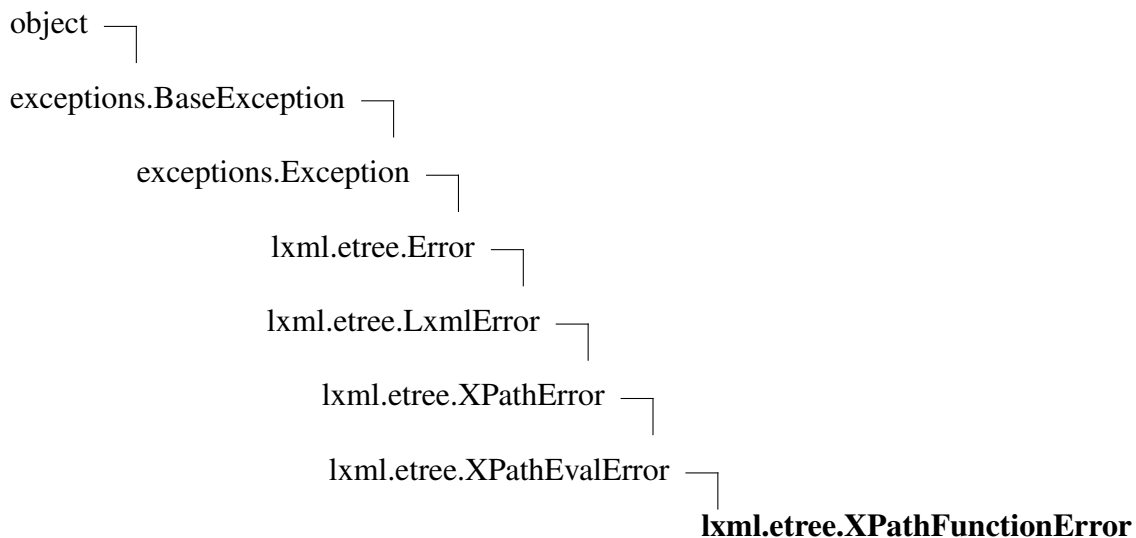 object
exceptions.BaseException
exceptions.Exception
lxml.etree.Error
lxml.etree.LxmlError
lxml.etree.XPathError
lxml.etree.XPathEvalError
lxml.etree.XPathFunctionError